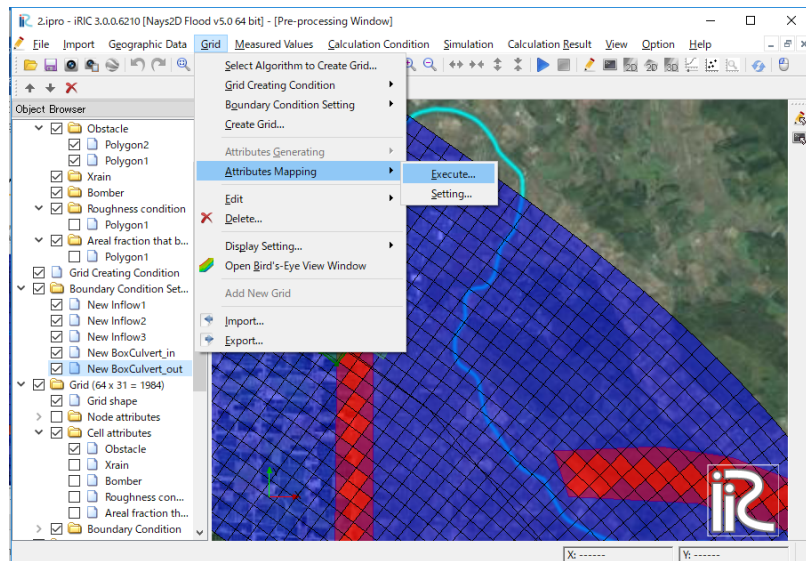 2.ipro - iRIC 3.0.0.6210 [Nays2D Flood v5.0 64 bit] - [Pre-processing Window]
File Import Geographic Data Grid Measured Values Calculation Condition Simulation Calculation Result View Option Help
Select Algorithm to Create Grid...
Grid Creating Condition
Boundary Condition Setting
Create Grid...
Attributes Generating
Attributes Mapping
Execute...
Setting...
Edit
Delete...
Display Setting...
Open Bird's-Eye View Window
Add New Grid
Import...
Export...
Object Browser
Obstacle
Polygon2
Polygon1
Xrain
Bomber
Roughness condition
Polygon1
Areal fraction that b...
Polygon1
Grid Creating Condition
Boundary Condition Set...
New Inflow1
New Inflow2
New Inflow3
New BoxCulvert_in
New BoxCulvert_out
Grid (64 x 31 = 1984)
Grid shape
Node attributes
Cell attributes
Obstacle
Xrain
Bomber
Roughness con...
Areal fraction th...
Boundary Condition
iRIC
X: ------
Y: ------